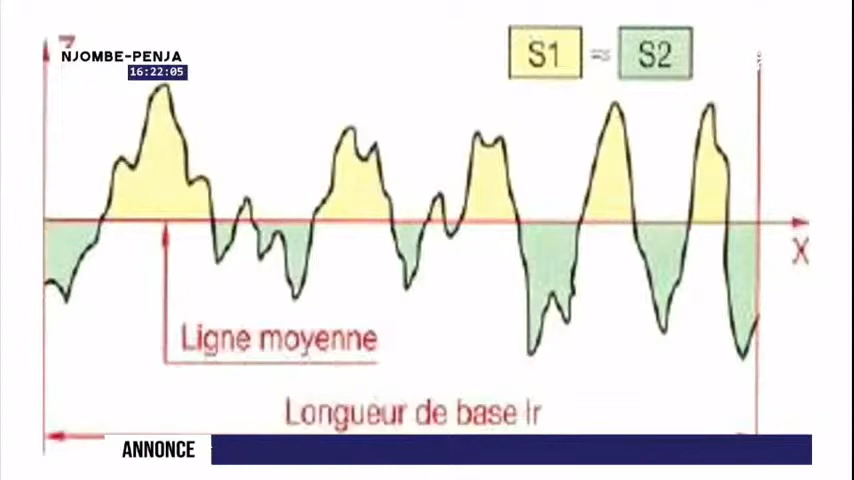 Z
NJOMBE-PENJA
16:22:05
S1 ≈ S2
X
Ligne moyenne
Longueur de base lr
ANNONCE